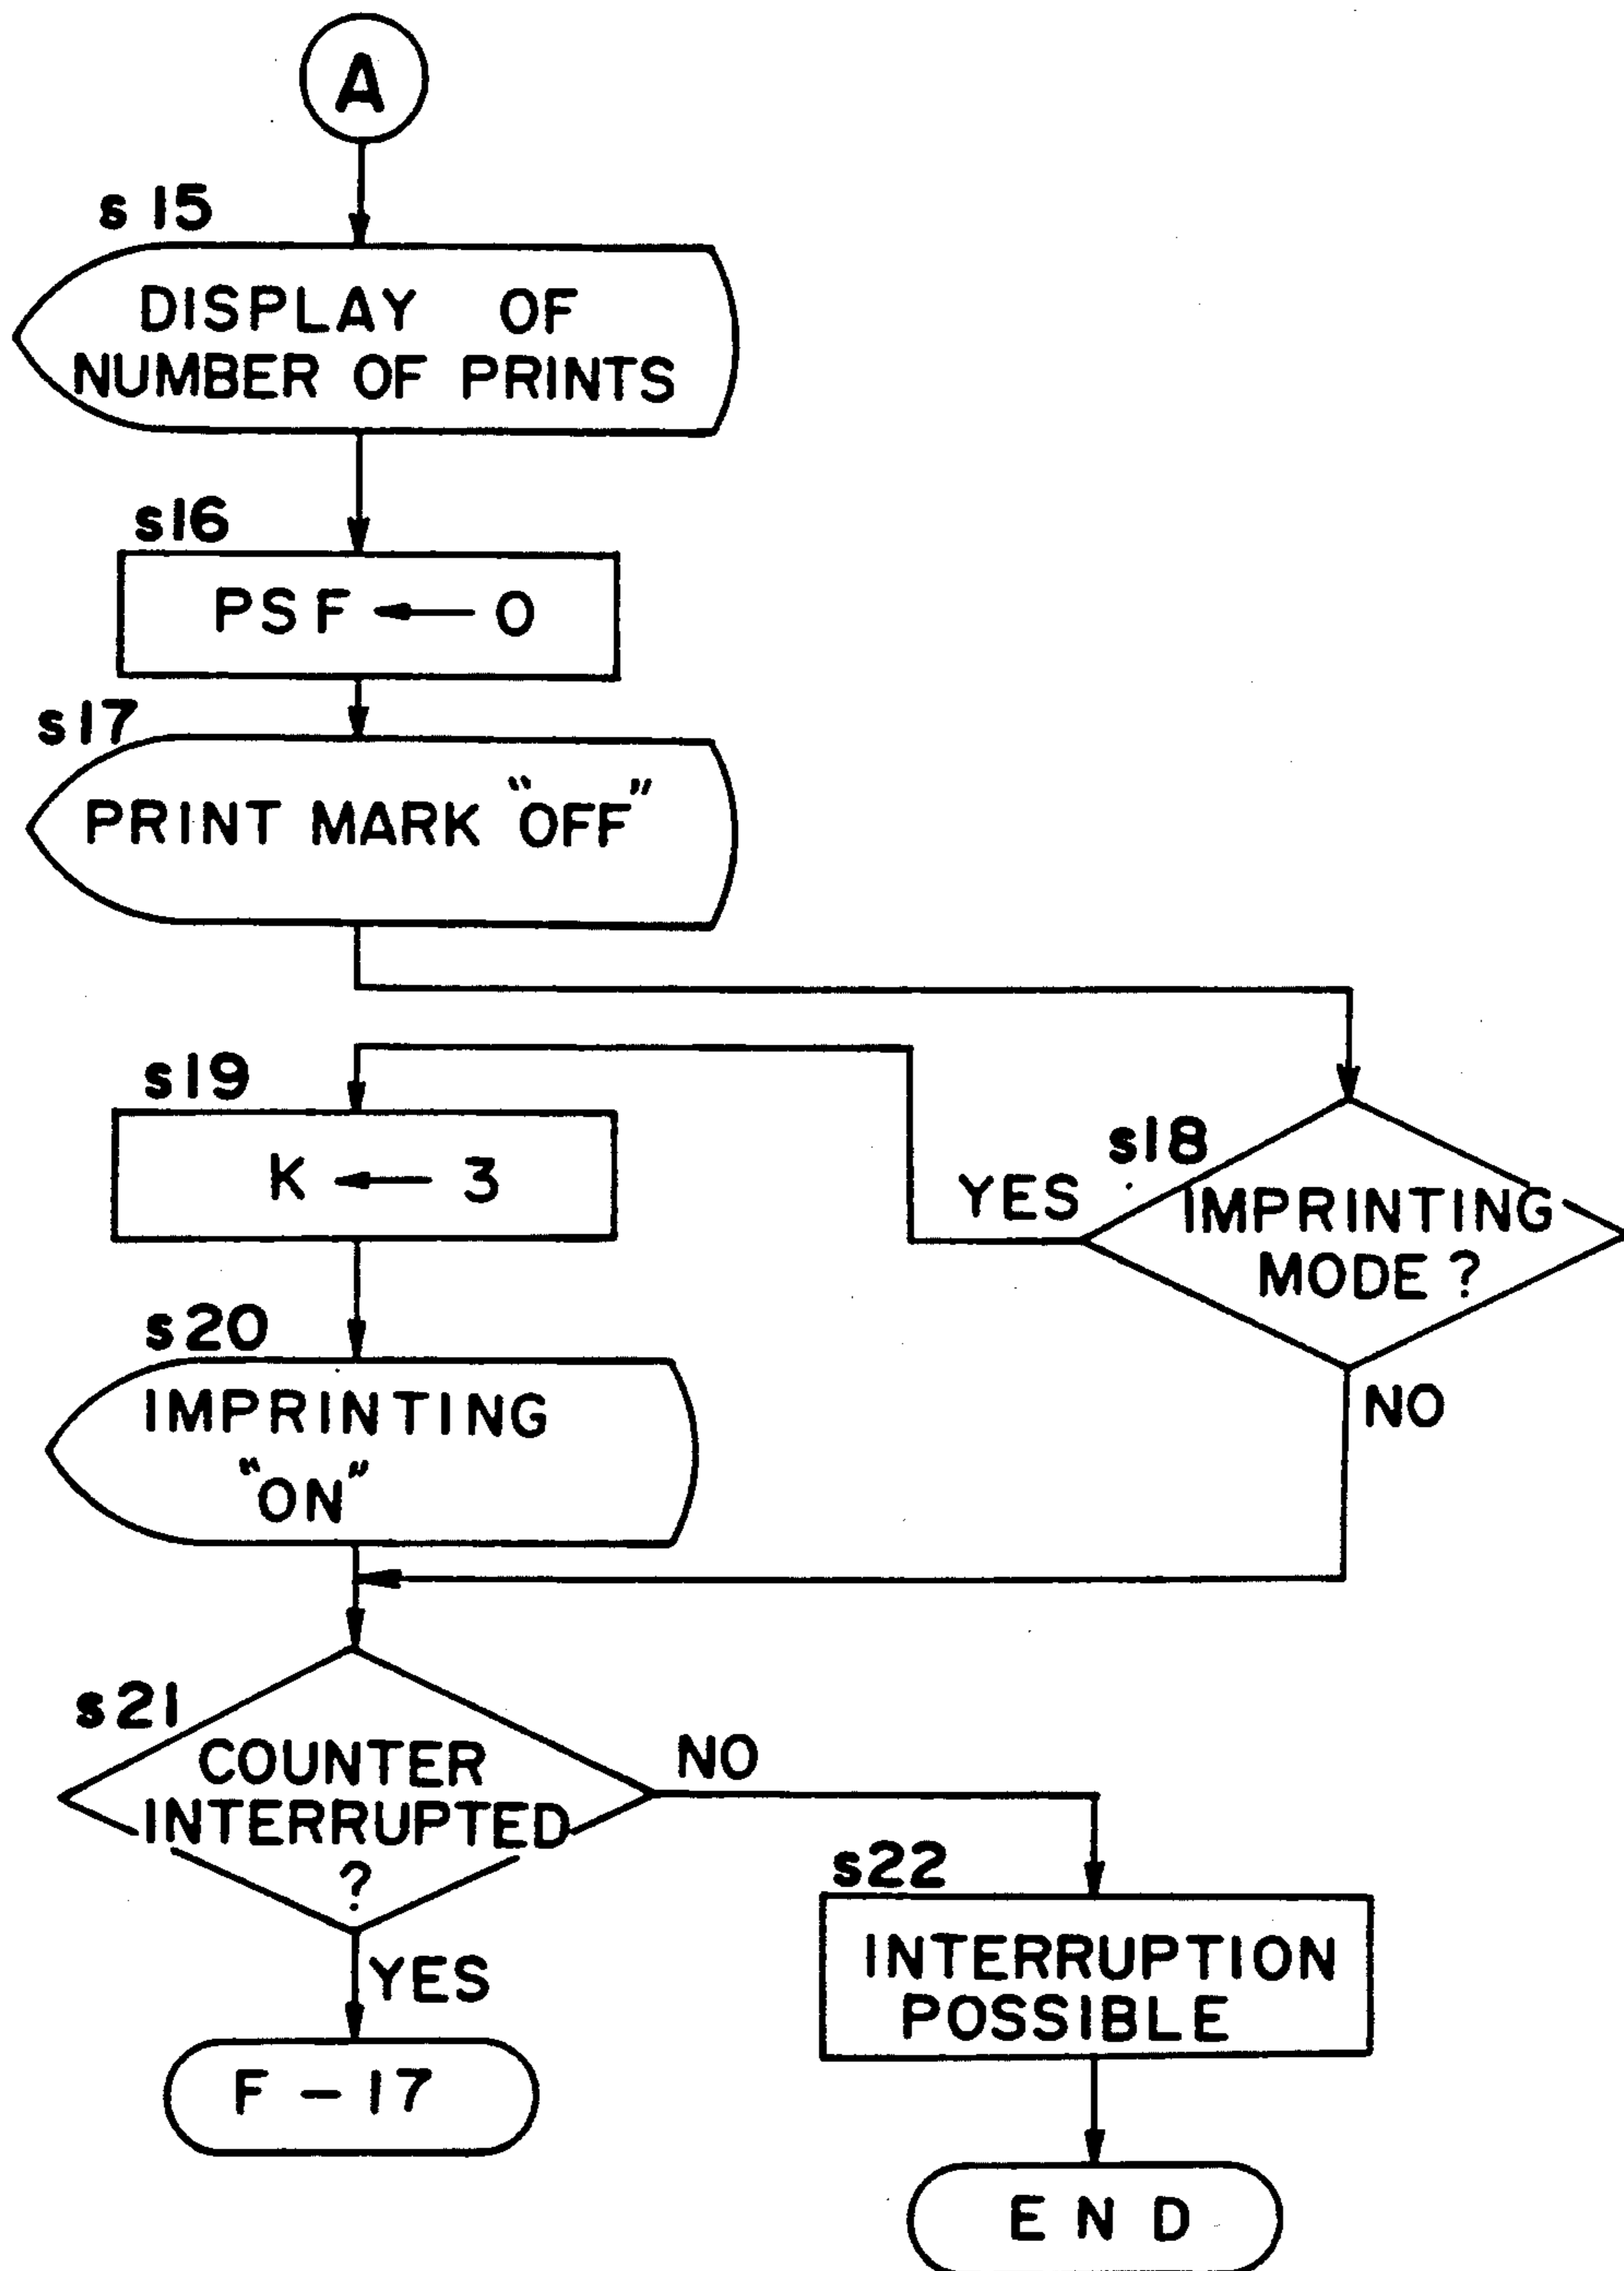 A
s15
DISPLAY OF
NUMBER OF PRINTS
s16
PSF ← 0
s17
PRINT MARK "OFF"
s18
IMPRINTING
MODE ?
YES
NO
s19
K ← 3
s20
IMPRINTING
"ON"
s21
COUNTER
INTERRUPTED
?
NO
YES
s22
INTERRUPTION
POSSIBLE
F - 17
END